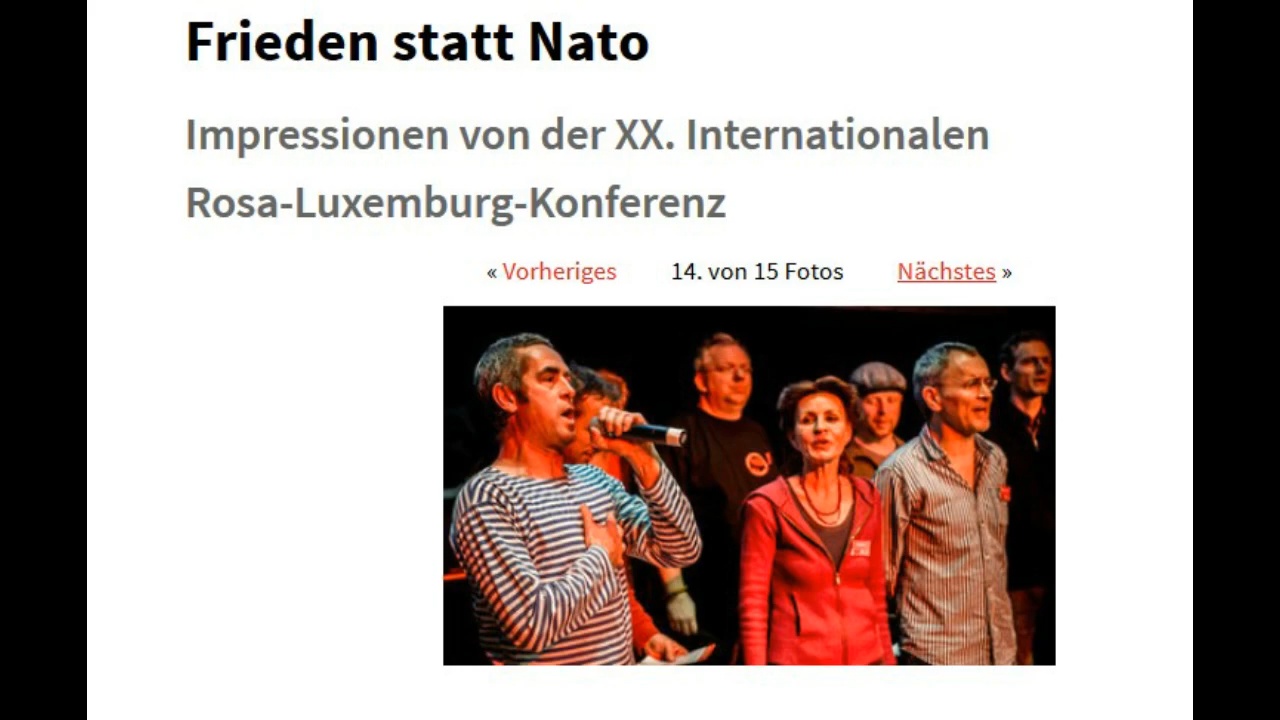 Frieden statt Nato
Impressionen von der XX. Internationalen
Rosa-Luxemburg-Konferenz
« Vorheriges 14. von 15 Fotos Nächstes »